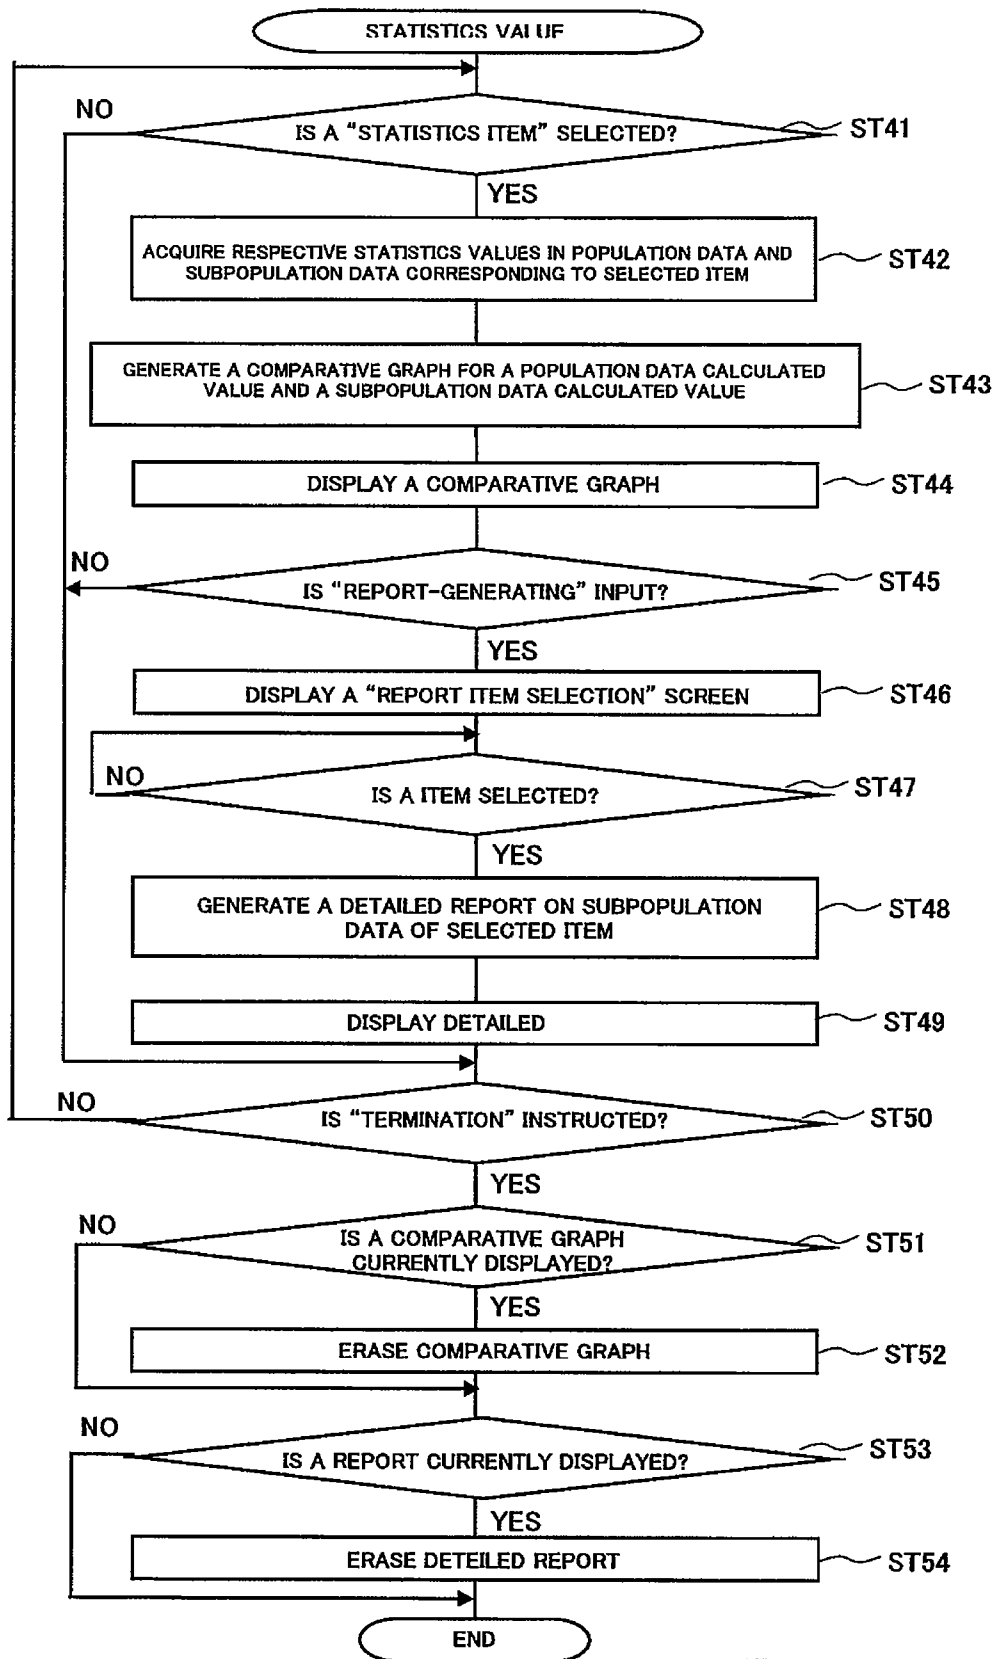 STATISTICS VALUE
NO
IS A “STATISTICS ITEM” SELECTED?
ST41
YES
ACQUIRE RESPECTIVE STATISTICS VALUES IN POPULATION DATA AND
SUBPOPULATION DATA CORRESPONDING TO SELECTED ITEM
ST42
GENERATE A COMPARATIVE GRAPH FOR A POPULATION DATA CALCULATED
VALUE AND A SUBPOPULATION DATA CALCULATED VALUE
ST43
DISPLAY A COMPARATIVE GRAPH
ST44
NO
IS “REPORT-GENERATING” INPUT?
ST45
YES
DISPLAY A “REPORT ITEM SELECTION” SCREEN
ST46
NO
IS A ITEM SELECTED?
ST47
YES
GENERATE A DETAILED REPORT ON SUBPOPULATION
DATA OF SELECTED ITEM
ST48
DISPLAY DETAILED
ST49
NO
IS “TERMINATION” INSTRUCTED?
ST50
YES
NO
IS A COMPARATIVE GRAPH
CURRENTLY DISPLAYED?
ST51
YES
ERASE COMPARATIVE GRAPH
ST52
NO
IS A REPORT CURRENTLY DISPLAYED?
ST53
YES
ERASE DETEILED REPORT
ST54
END